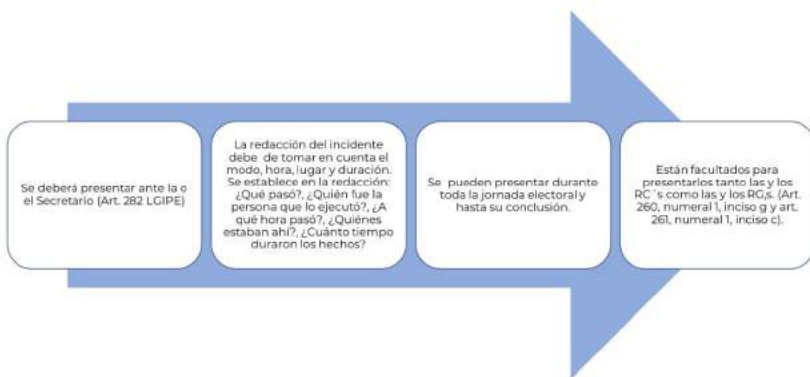 Se deberá presentar ante la o
el Secretario (Art. 282 LGIPE)
La redacción del incidente
debe de tomar en cuenta el
modo, hora, lugar y duración.
Se establece en la redacción:
¿Qué pasó?, ¿Quién fue la
persona que lo ejecutó?, ¿A
qué hora pasó?, ¿Quiénes
estaban ahí?, ¿Cuánto tiempo
duraron los hechos?
Se pueden presentar durante
toda la jornada electoral y
hasta su conclusión.
Están facultados para
presentarlos tanto las y los
RC´s como las y los RG,s. (Art.
260, numeral 1, inciso g y art.
261, numeral 1, inciso c).